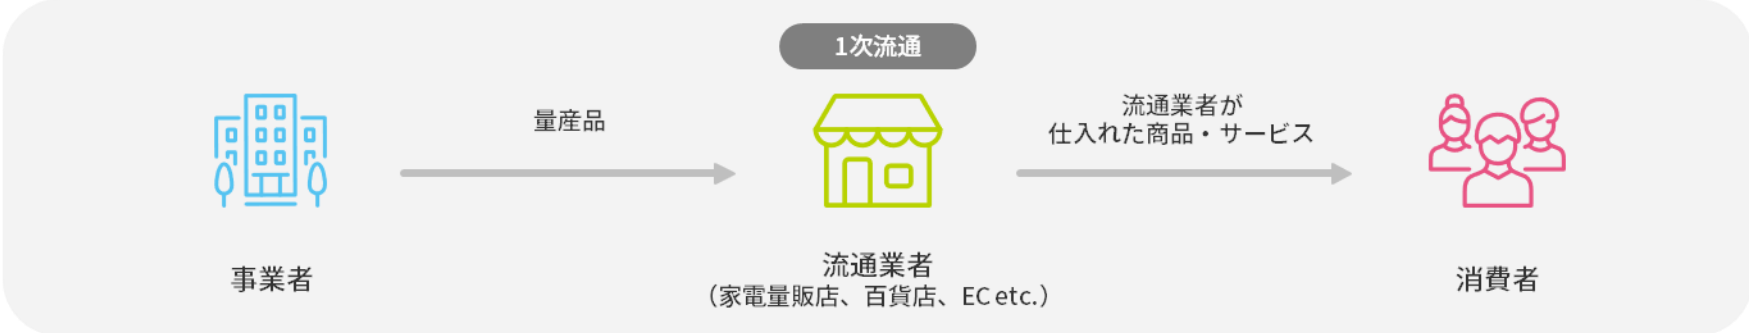 1次流通
量産品
流通業者が
仕入れた商品・サービス
事業者
流通業者
（家電量販店、百貨店、EC etc.）
消費者